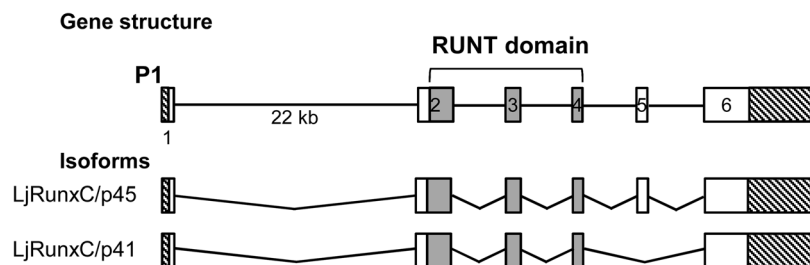 Gene structure
RUNT domain
P1
2 3 4 5 6
22 kb
1
Isoforms
LjRunxC/p45
LjRunxC/p41